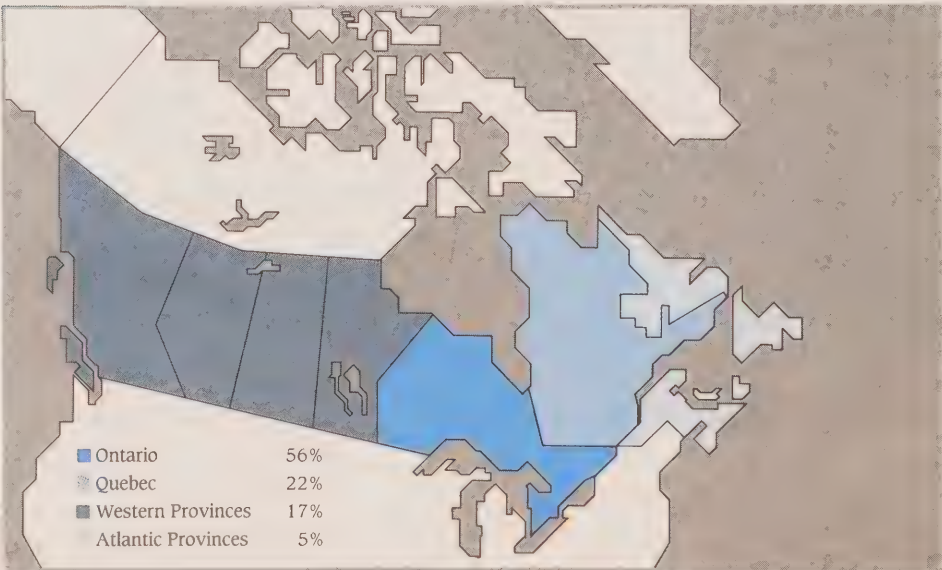 Ontario 56%
Quebec 22%
Western Provinces 17%
Atlantic Provinces 5%